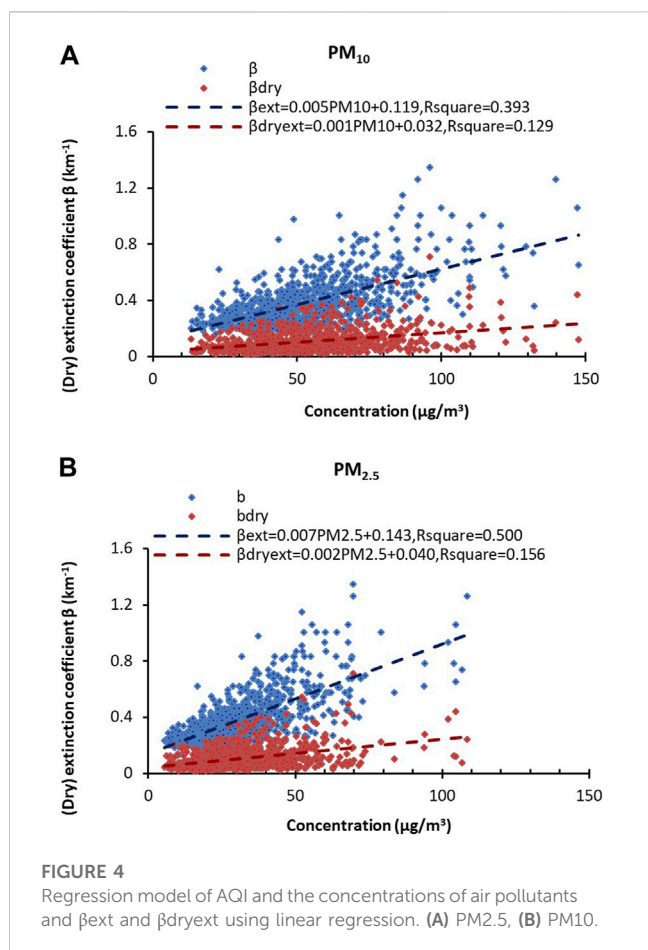 A
PM₁₀
β
βdry
βext=0.005PM10+0.119,Rsquare=0.393
βdryext=0.001PM10+0.032,Rsquare=0.129
(Dry) extinction coefficient β (km⁻¹)
1.6
1.2
0.8
0.4
0
0 50 100 150
Concentration (μg/m³)
B
PM₂.₅
b
bdry
βext=0.007PM2.5+0.143,Rsquare=0.500
βdryext=0.002PM2.5+0.040,Rsquare=0.156
(Dry) extinction coefficient β (km⁻¹)
1.6
1.2
0.8
0.4
0
0 50 100 150
Concentration (μg/m³)
FIGURE 4
Regression model of AQI and the concentrations of air pollutants
and βext and βdryext using linear regression. (A) PM2.5, (B) PM10.